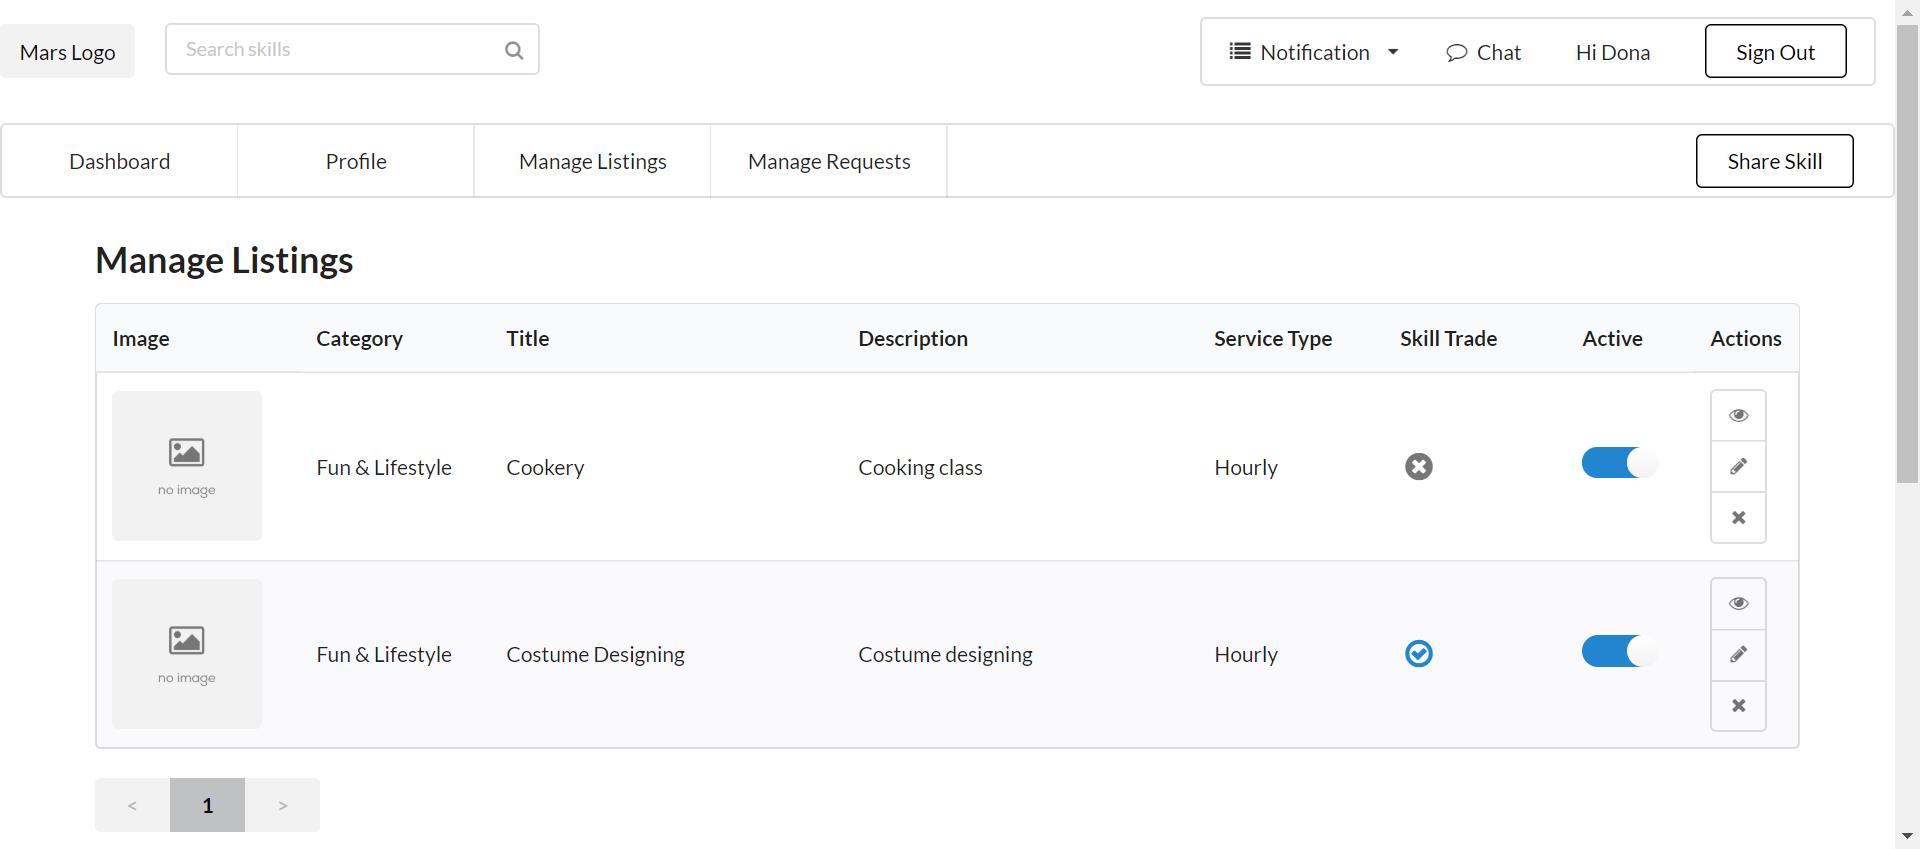 Mars Logo
Search skills
Notification
Chat
Hi Dona
Sign Out
Dashboard
Profile
Manage Listings
Manage Requests
Share Skill
Manage Listings
Image Category Title Description Service Type Skill Trade Active Actions
no image
Fun & Lifestyle Cookery Cooking class Hourly
no image
Fun & Lifestyle Costume Designing Costume designing Hourly
< 1 >